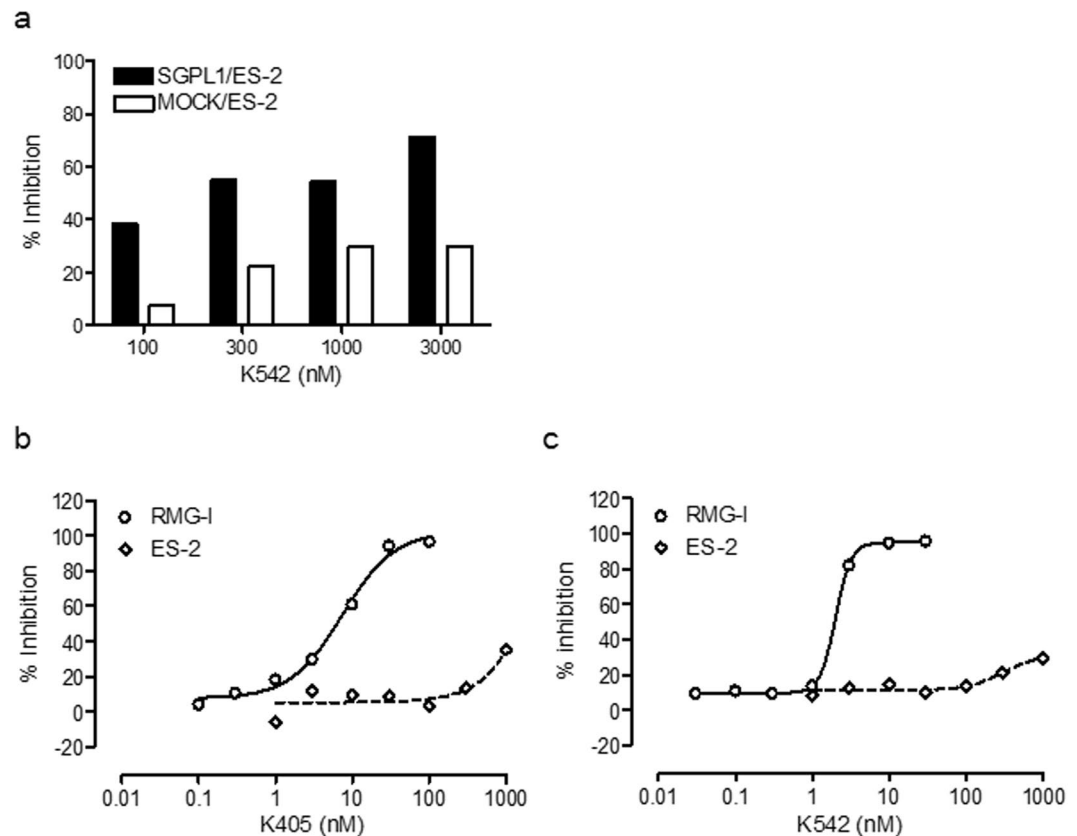 a
100
80
60
40
20
0
% Inhibition
SGPL1/ES-2
MOCK/ES-2
100 300 1000 3000
K542 (nM)
b
120
100
80
60
40
20
0
-20
% Inhibition
RMG-I
ES-2
0.01 0.1 1 10 100 1000
K405 (nM)
c
120
100
80
60
40
20
0
-20
% inhibition
RMG-I
ES-2
0.01 0.1 1 10 100 1000
K542 (nM)